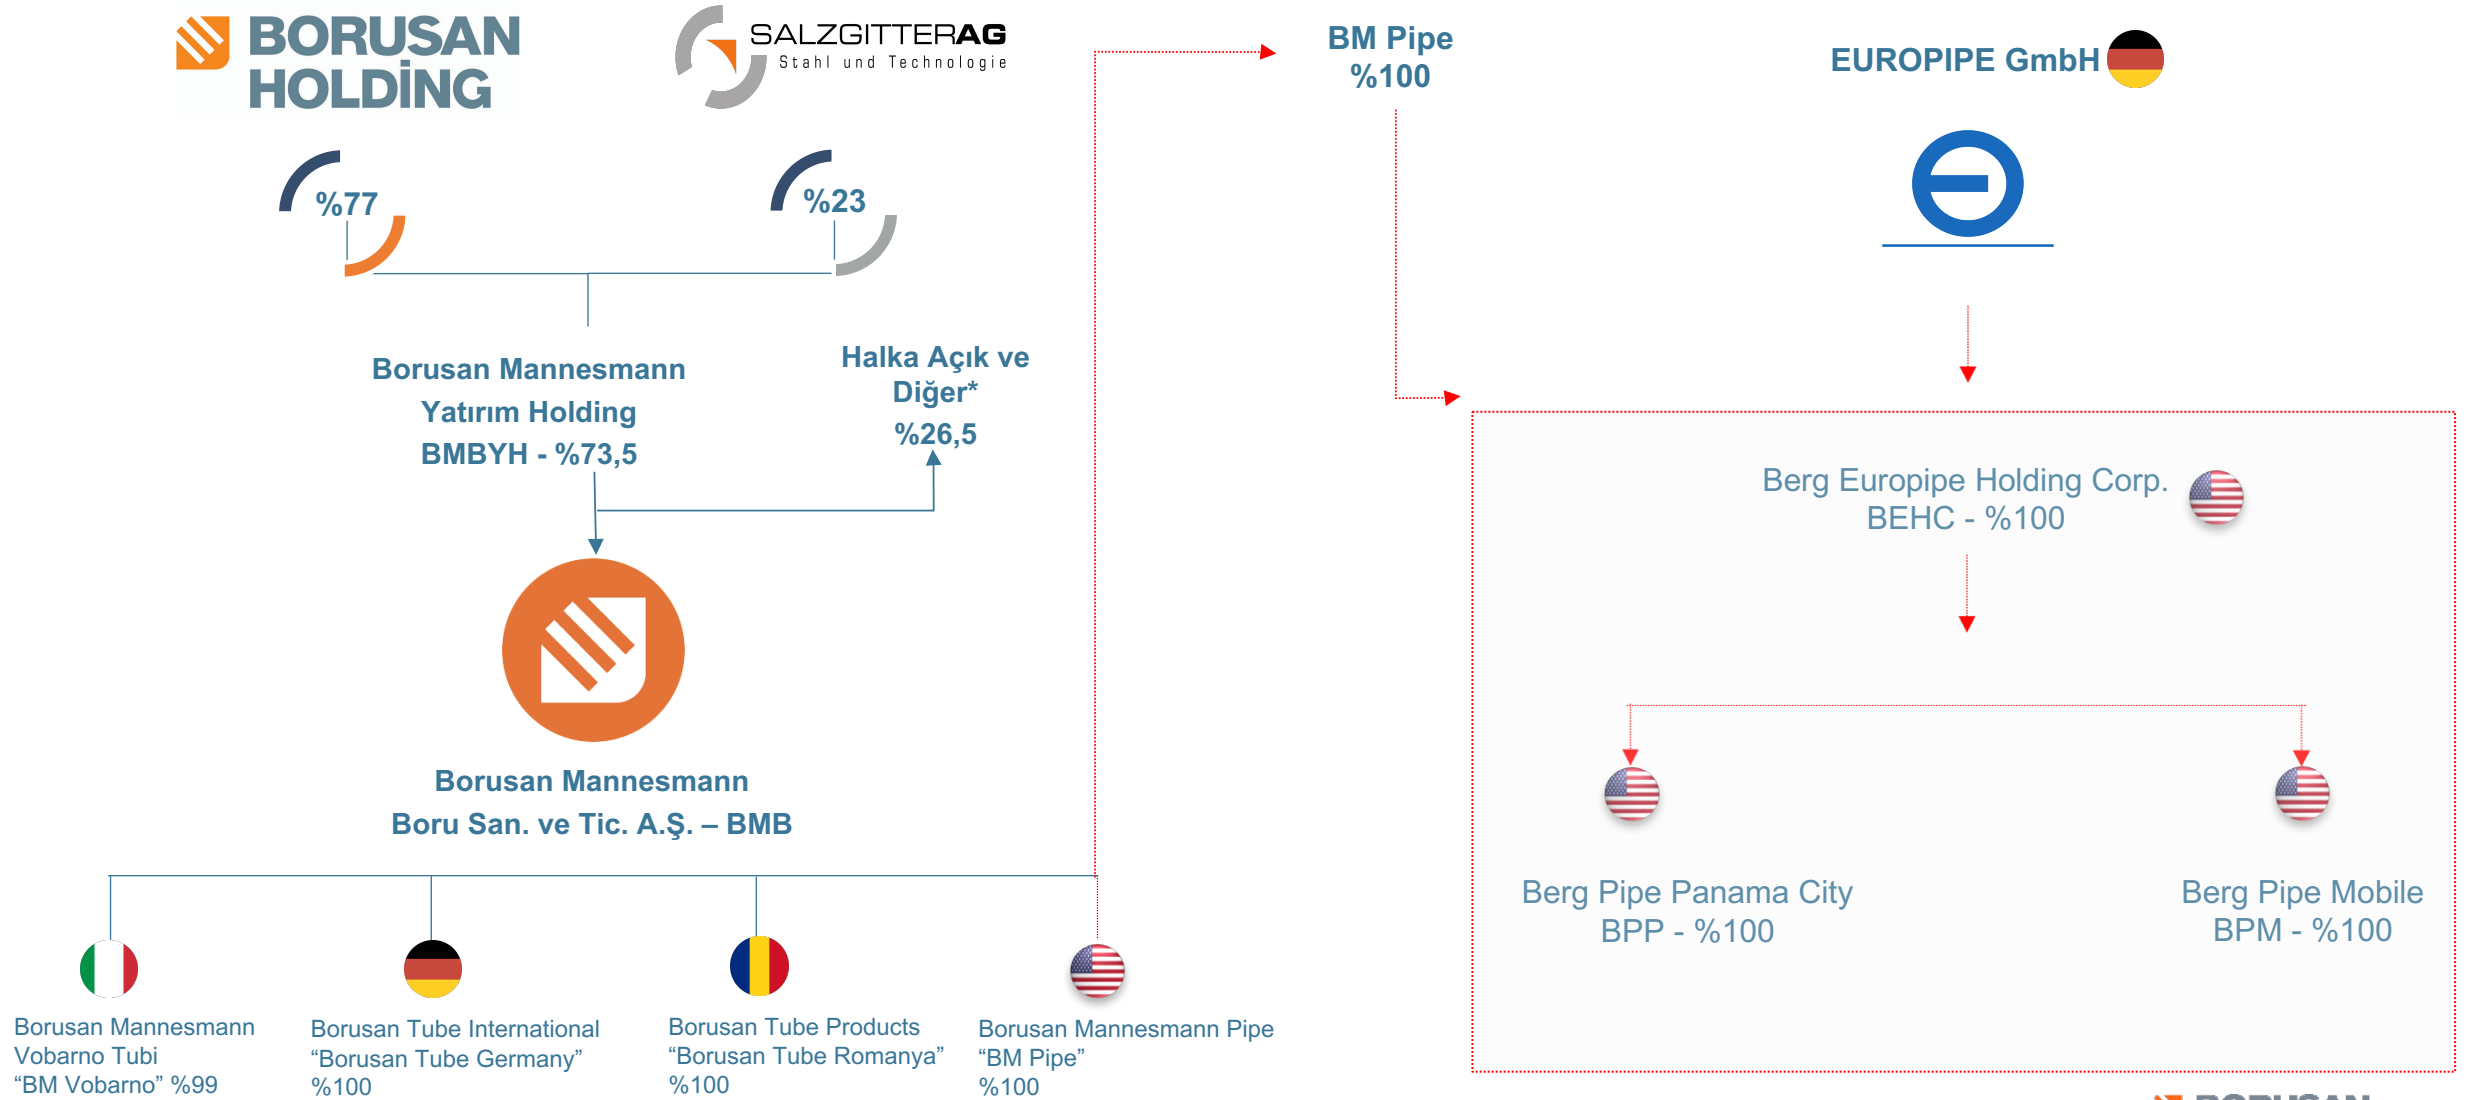 BORUSAN
HOLDİNG
SALZGITTERAG
Stahl und Technologie
%77
%23
Borusan Mannesmann
Yatırım Holding
BMBYH - %73,5
Halka Açık ve
Diğer*
%26,5
Borusan Mannesmann
Boru San. ve Tic. A.Ş. – BMB
Borusan Mannesmann
Vobarno Tubi
“BM Vobarno” %99
Borusan Tube International
“Borusan Tube Germany”
%100
Borusan Tube Products
“Borusan Tube Romanya”
%100
Borusan Mannesmann Pipe
“BM Pipe”
%100
BM Pipe
%100
EUROPIPE GmbH
Berg Europipe Holding Corp.
BEHC - %100
Berg Pipe Panama City
BPP - %100
Berg Pipe Mobile
BPM - %100
BORUSAN